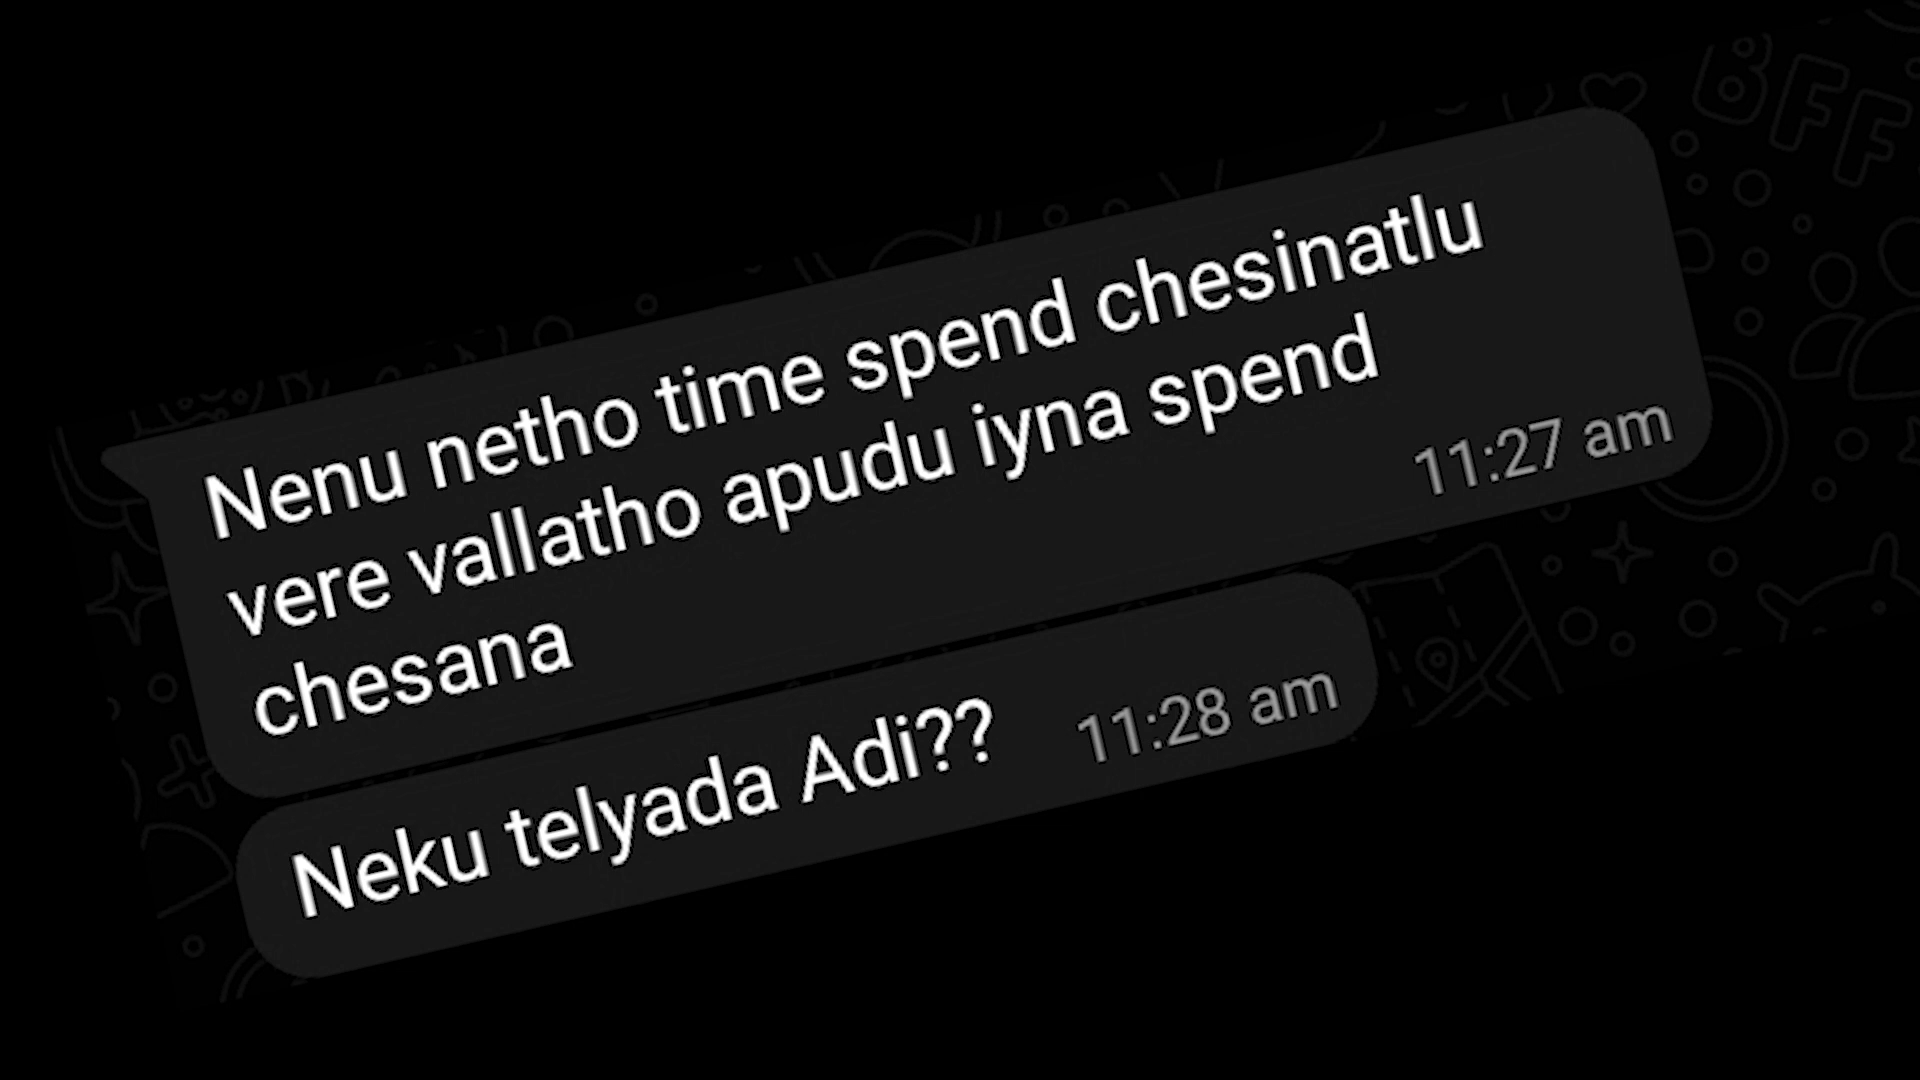 BFF
Nenu netho time spend chesinatlu
vere vallatho apudu iyna spend
chesana
11:27 am
Neku telyada Adi??
11:28 am